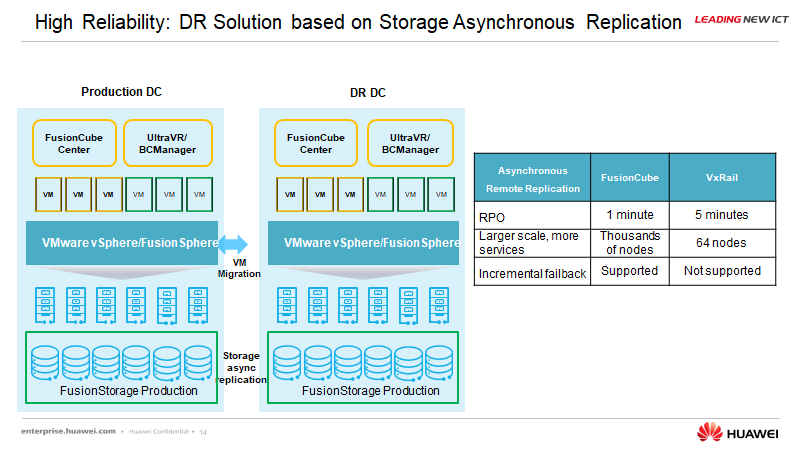 High Reliability: DR Solution based on Storage Asynchronous Replication
LEADING NEW ICT
Production DC
DR DC
FusionCube
Center
UltraVR/
BCManager
FusionCube
Center
UltraVR/
BCManager
VM VM VM VM VM VM
VM VM VM VM VM VM
VMware vSphere/FusionSphere
VMware vSphere/FusionSphere
VM
Migration
Storage
async
replication
FusionStorage Production
FusionStorage Production
Asynchronous
Remote Replication
FusionCube
VxRail
RPO
1 minute
5 minutes
Larger scale, more
services
Thousands
of nodes
64 nodes
Incremental failback
Supported
Not supported
enterprise.huawei.com • Huawei Confidential • 14
HUAWEI